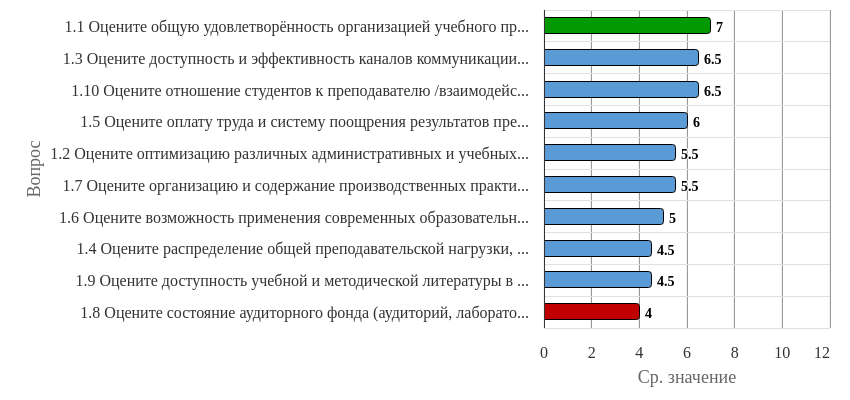 1.1 Оцените общую удовлетворённость организацией учебного пр... 7
1.3 Оцените доступность и эффективность каналов коммуникации... 6.5
1.10 Оцените отношение студентов к преподавателю /взаимодейс... 6.5
1.5 Оцените оплату труда и систему поощрения результатов пре... 6
1.2 Оцените оптимизацию различных административных и учебных... 5.5
1.7 Оцените организацию и содержание производственных практи... 5.5
1.6 Оцените возможность применения современных образовательн... 5
1.4 Оцените распределение общей преподавательской нагрузки, ... 4.5
1.9 Оцените доступность учебной и методической литературы в ... 4.5
1.8 Оцените состояние аудиторного фонда (аудиторий, лаборато... 4
Вопрос
0 2 4 6 8 10 12
Ср. значение